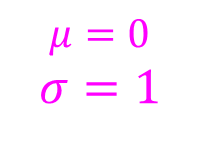 μ = 0
σ = 1